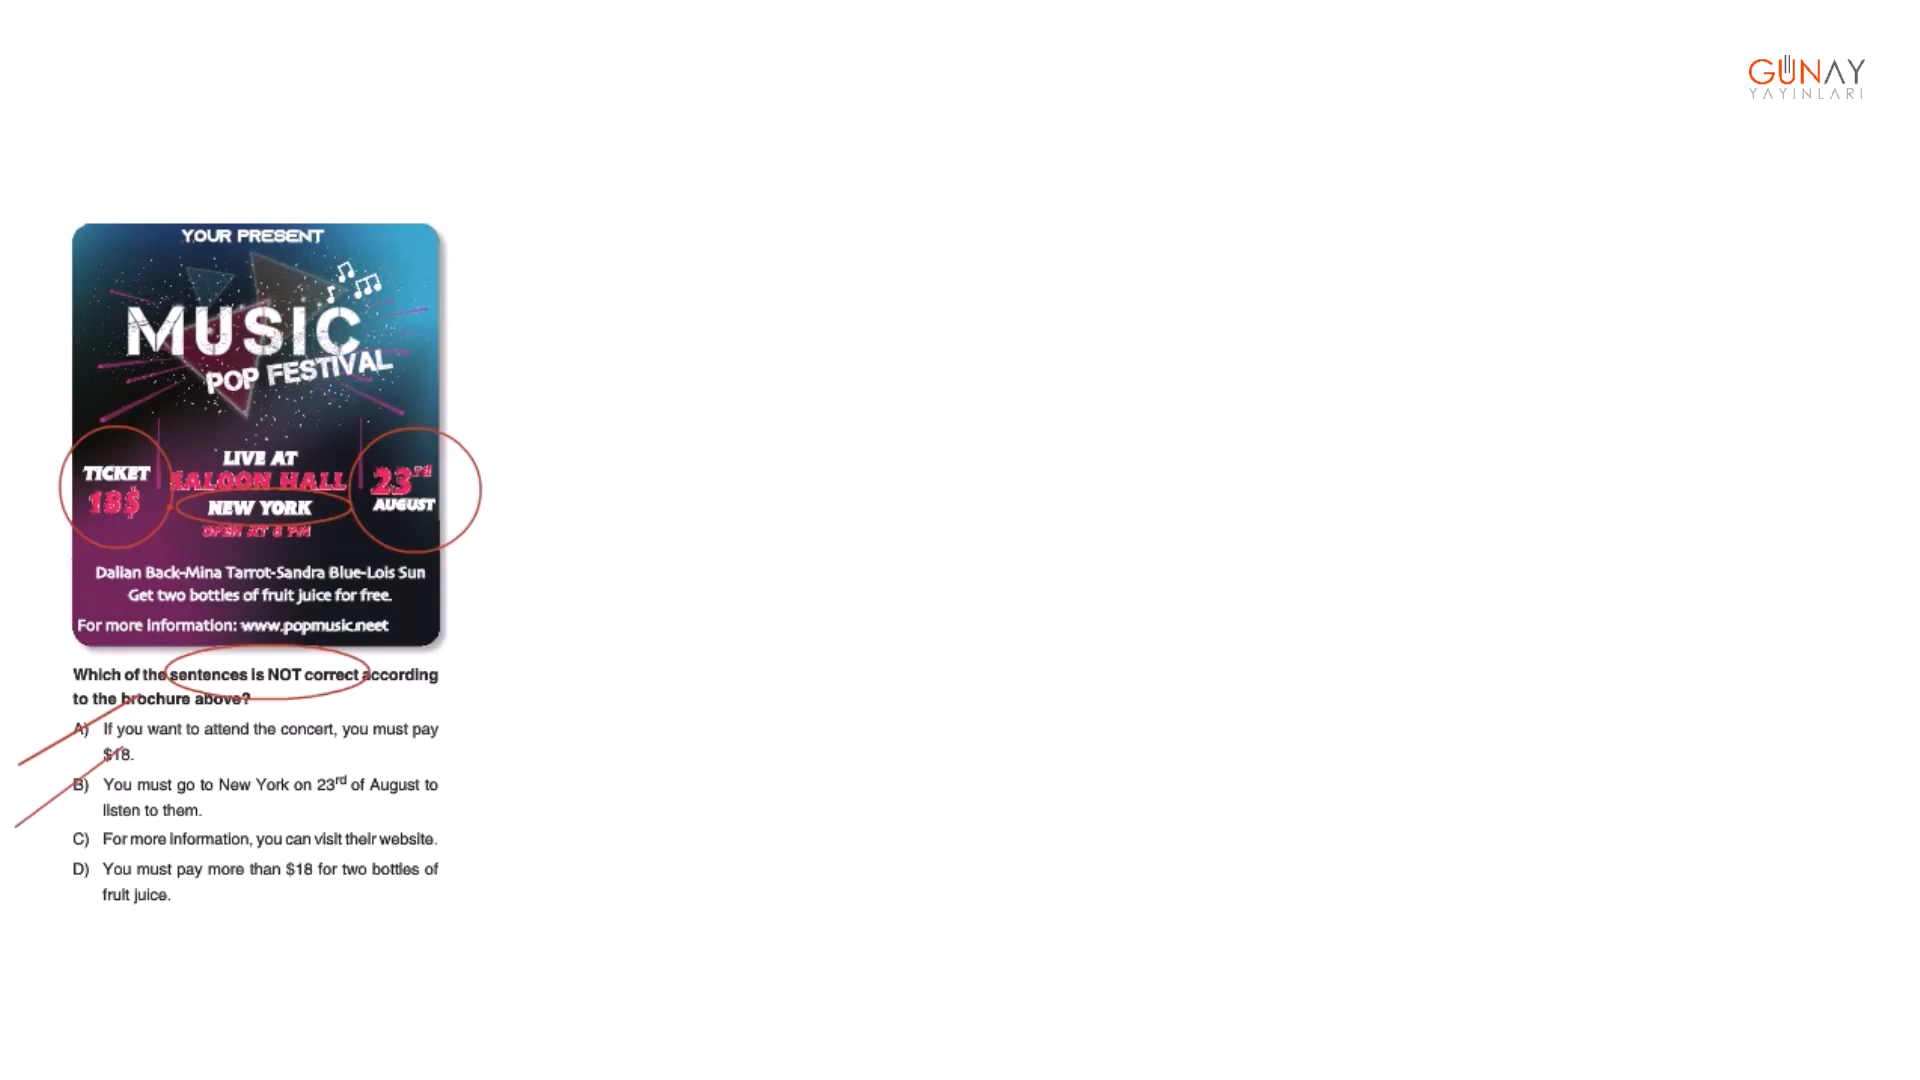 GÜNAY
YAYINLARI
YOUR PRESENT
MUSIC
POP FESTIVAL
TICKET
18$
LIVE AT
SALOON HALL
NEW YORK
OPEN AT 6 PM
23rd
AUGUST
Dallan Back-Mina Tarrot-Sandra Blue-Lois Sun
Get two bottles of fruit juice for free.
For more information: www.popmusic.neet
Which of the sentences is NOT correct according
to the brochure above?
A) If you want to attend the concert, you must pay
$18.
B) You must go to New York on 23rd of August to
listen to them.
C) For more information, you can visit their website.
D) You must pay more than $18 for two bottles of
fruit juice.